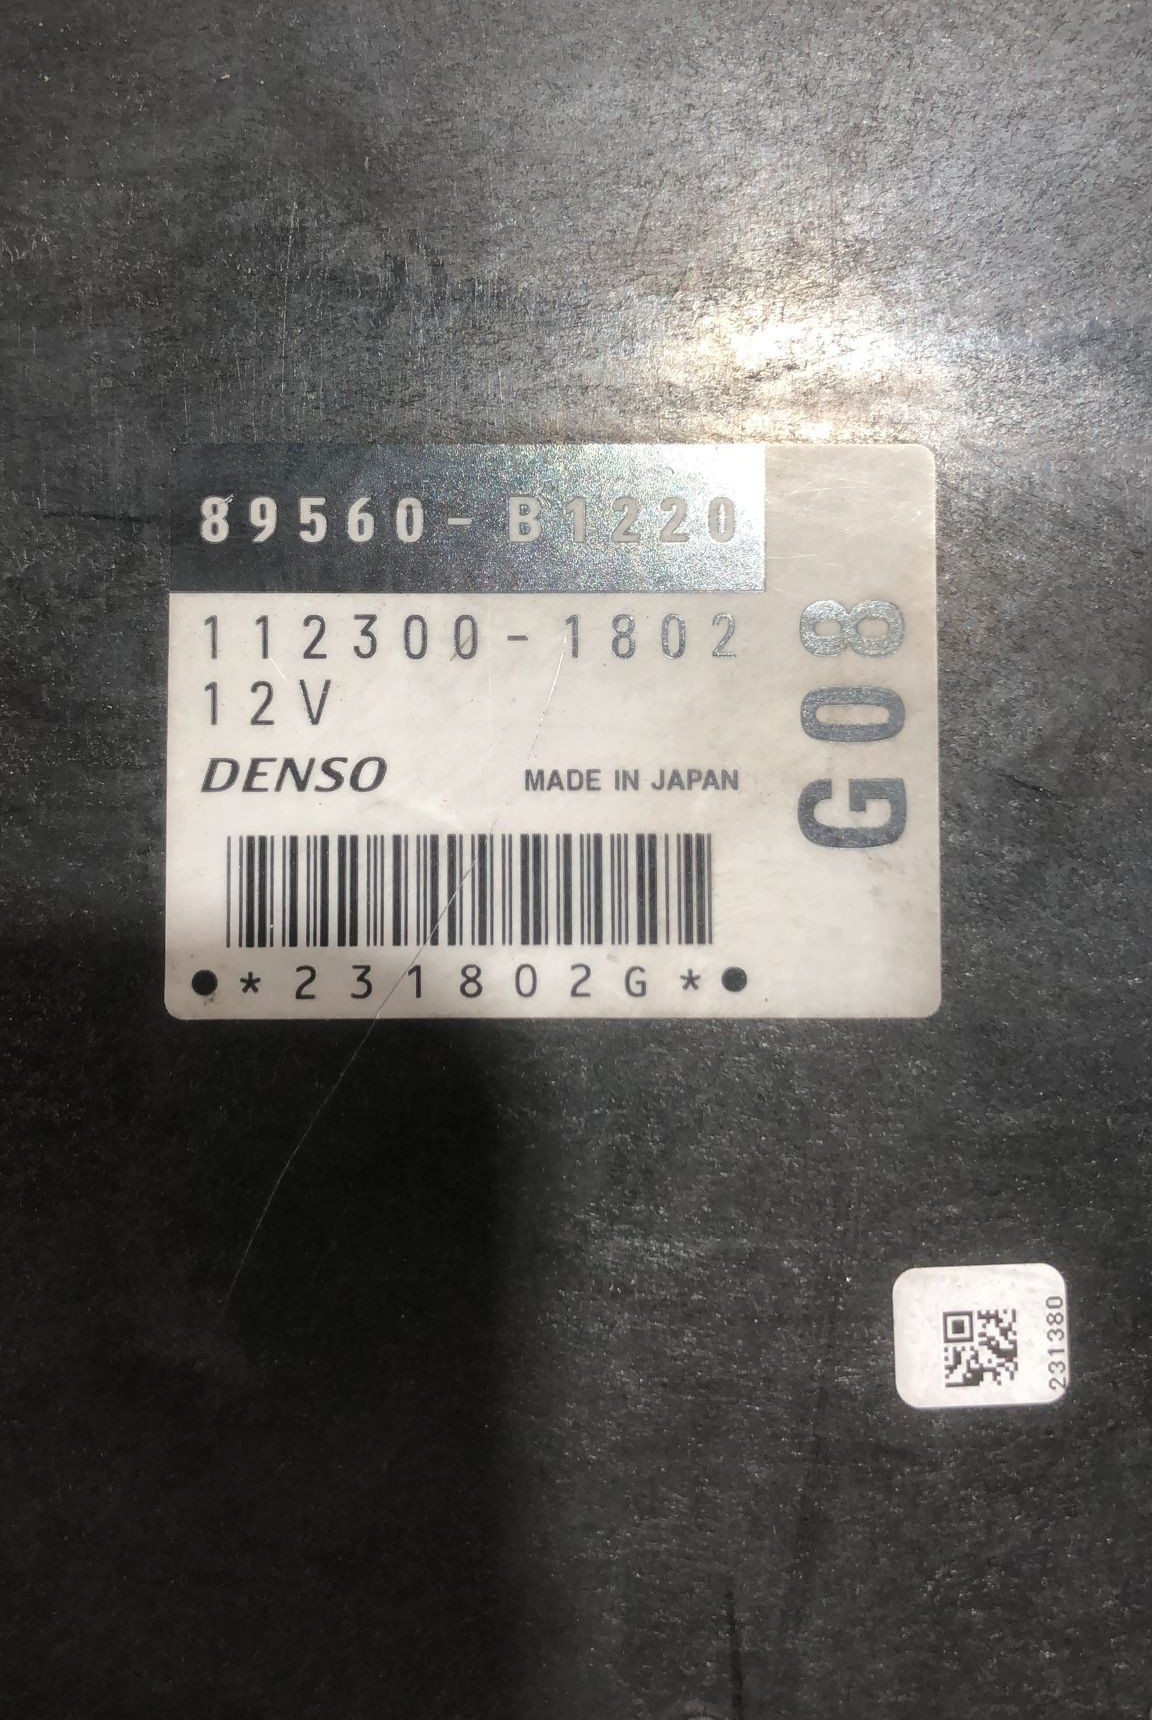 89560-B1220
112300-1802
12V
DENSO
MADE IN JAPAN
*231802G*
G08
231380